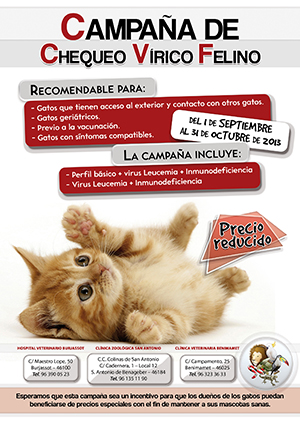 CAMPAÑA DE
CHEQUEO VÍRICO FELINO
RECOMENDABLE PARA:
- Gatos que tienen acceso al exterior y contacto con otros gatos.
- Gatos geriátricos.
- Previo a la vacunación.
- Gatos con síntomas compatibles.
DEL 1 DE SEPTIEMBRE
AL 31 DE OCTUBRE DE 2013
LA CAMPAÑA INCLUYE:
- Perfil básico + virus Leucemia + Inmunodeficiencia
- Virus Leucemia + Inmunodeficiencia
Precio
reducido
HOSPITAL VETERINARIO BURJASSOT
C/ Maestro Lope, 50
Burjassot - 46100
Tel. 96 390 05 23
CLÍNICA ZOOLÓGICA SAN ANTONIO
C.C. Colinas de San Antonio
C/ Cadernera, 1 - Local 12
S. Antonio de Benagéber - 46184
Tel. 96 135 11 90
CLÍNICA VETERINARIA BENIMAMET
C/ Campamento, 25
Benimamet - 46025
Tel. 96 323 36 33
Esperamos que esta campaña sea un incentivo para que los dueños de los gatos puedan
beneficiarse de precios especiales con el fin de mantener a sus mascotas sanas.